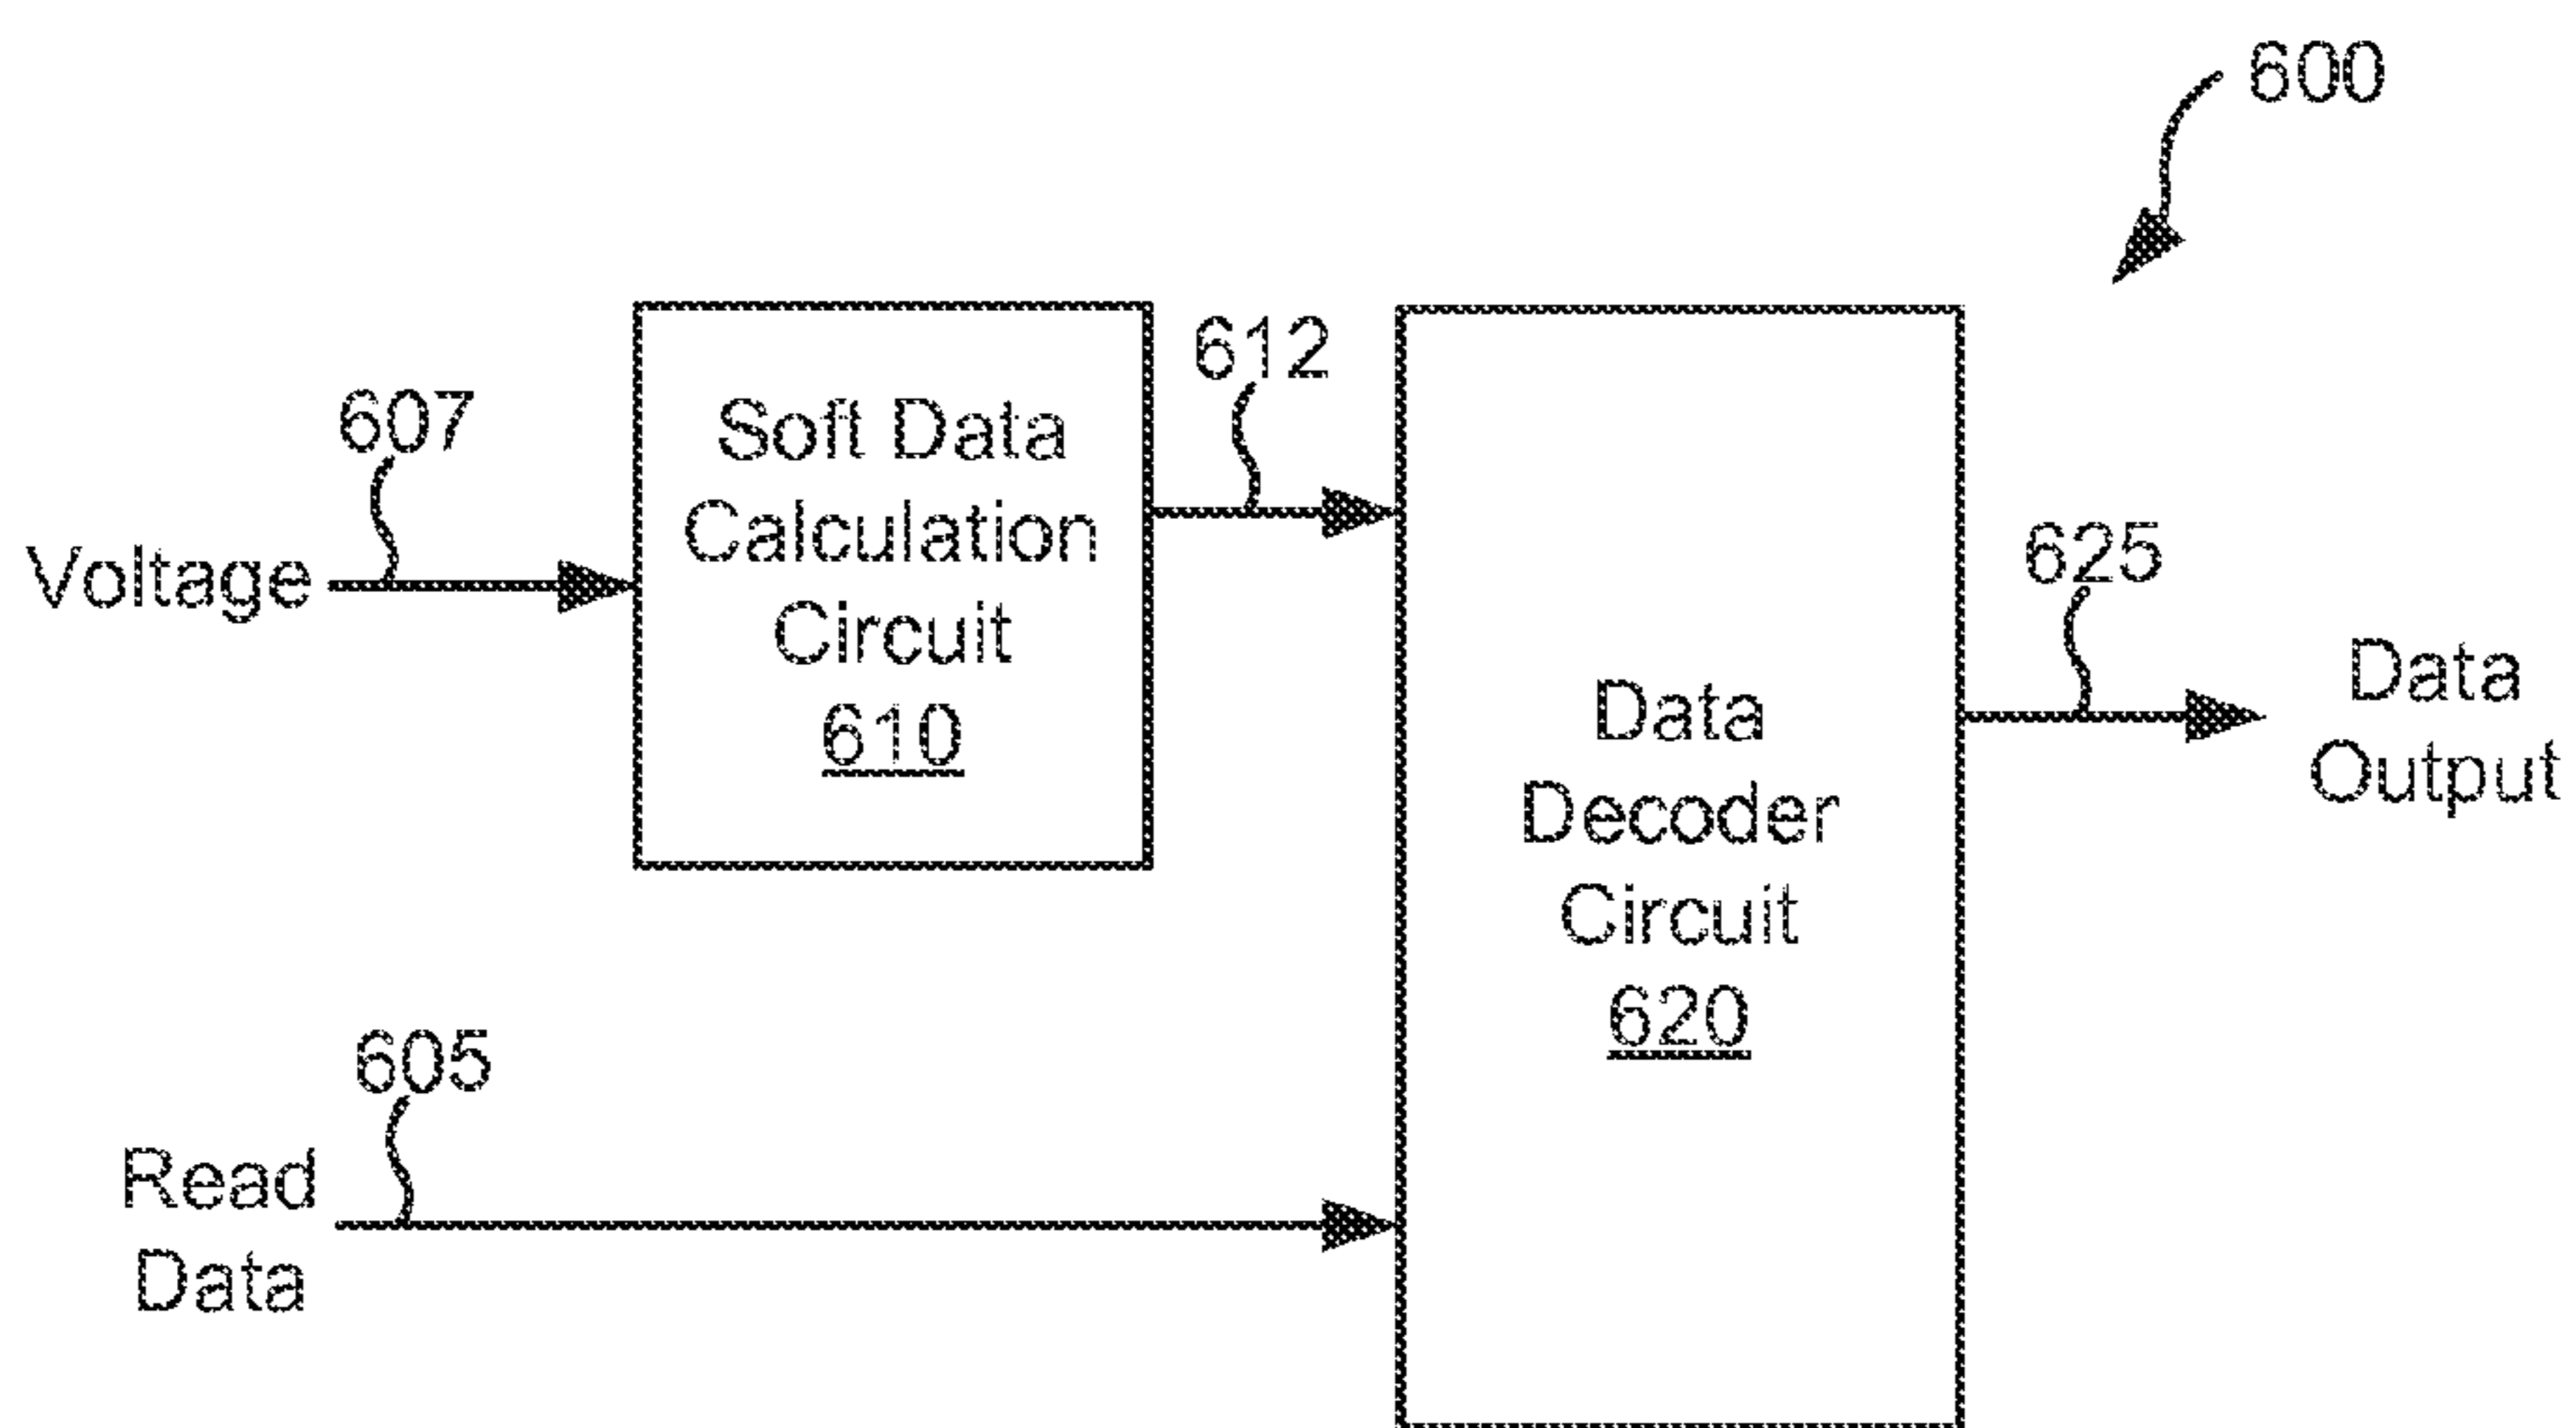 600
607
Voltage
Soft Data
Calculation
Circuit
610
612
Data
Decoder
Circuit
620
625
Data
Output
605
Read
Data